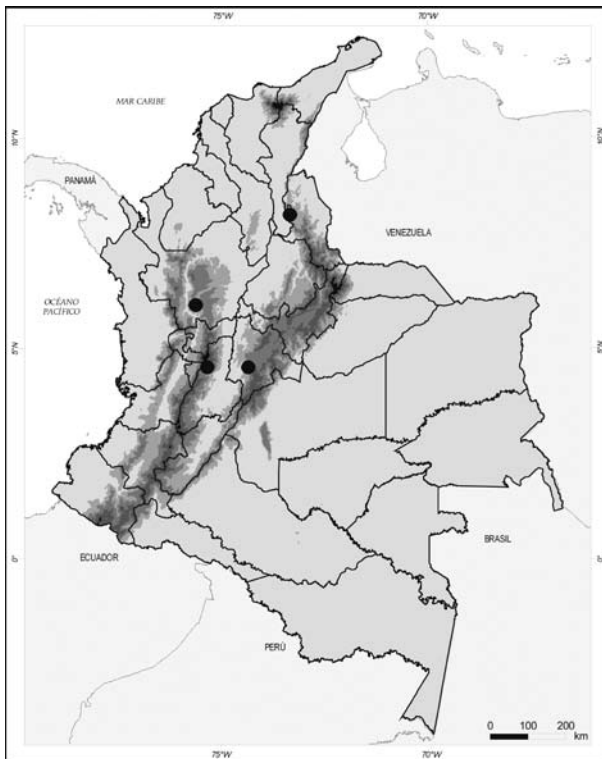 75°W 70°W
MAR CARIBE
10°N 10°N
PANAMÁ
VENEZUELA
OCÉANO
PACÍFICO
5°N 5°N
0° 0°
ECUADOR
BRASIL
PERÚ
0 100 200
km
75°W 70°W